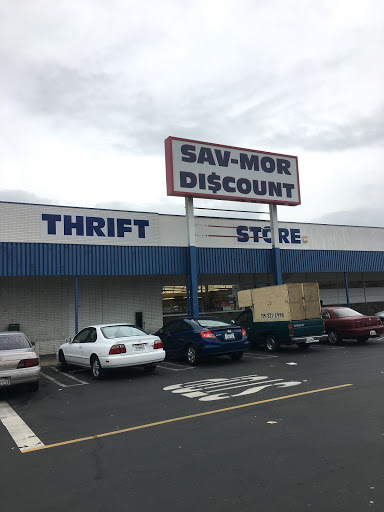 SAV-MOR
DI$COUNT
THRIFT STORE